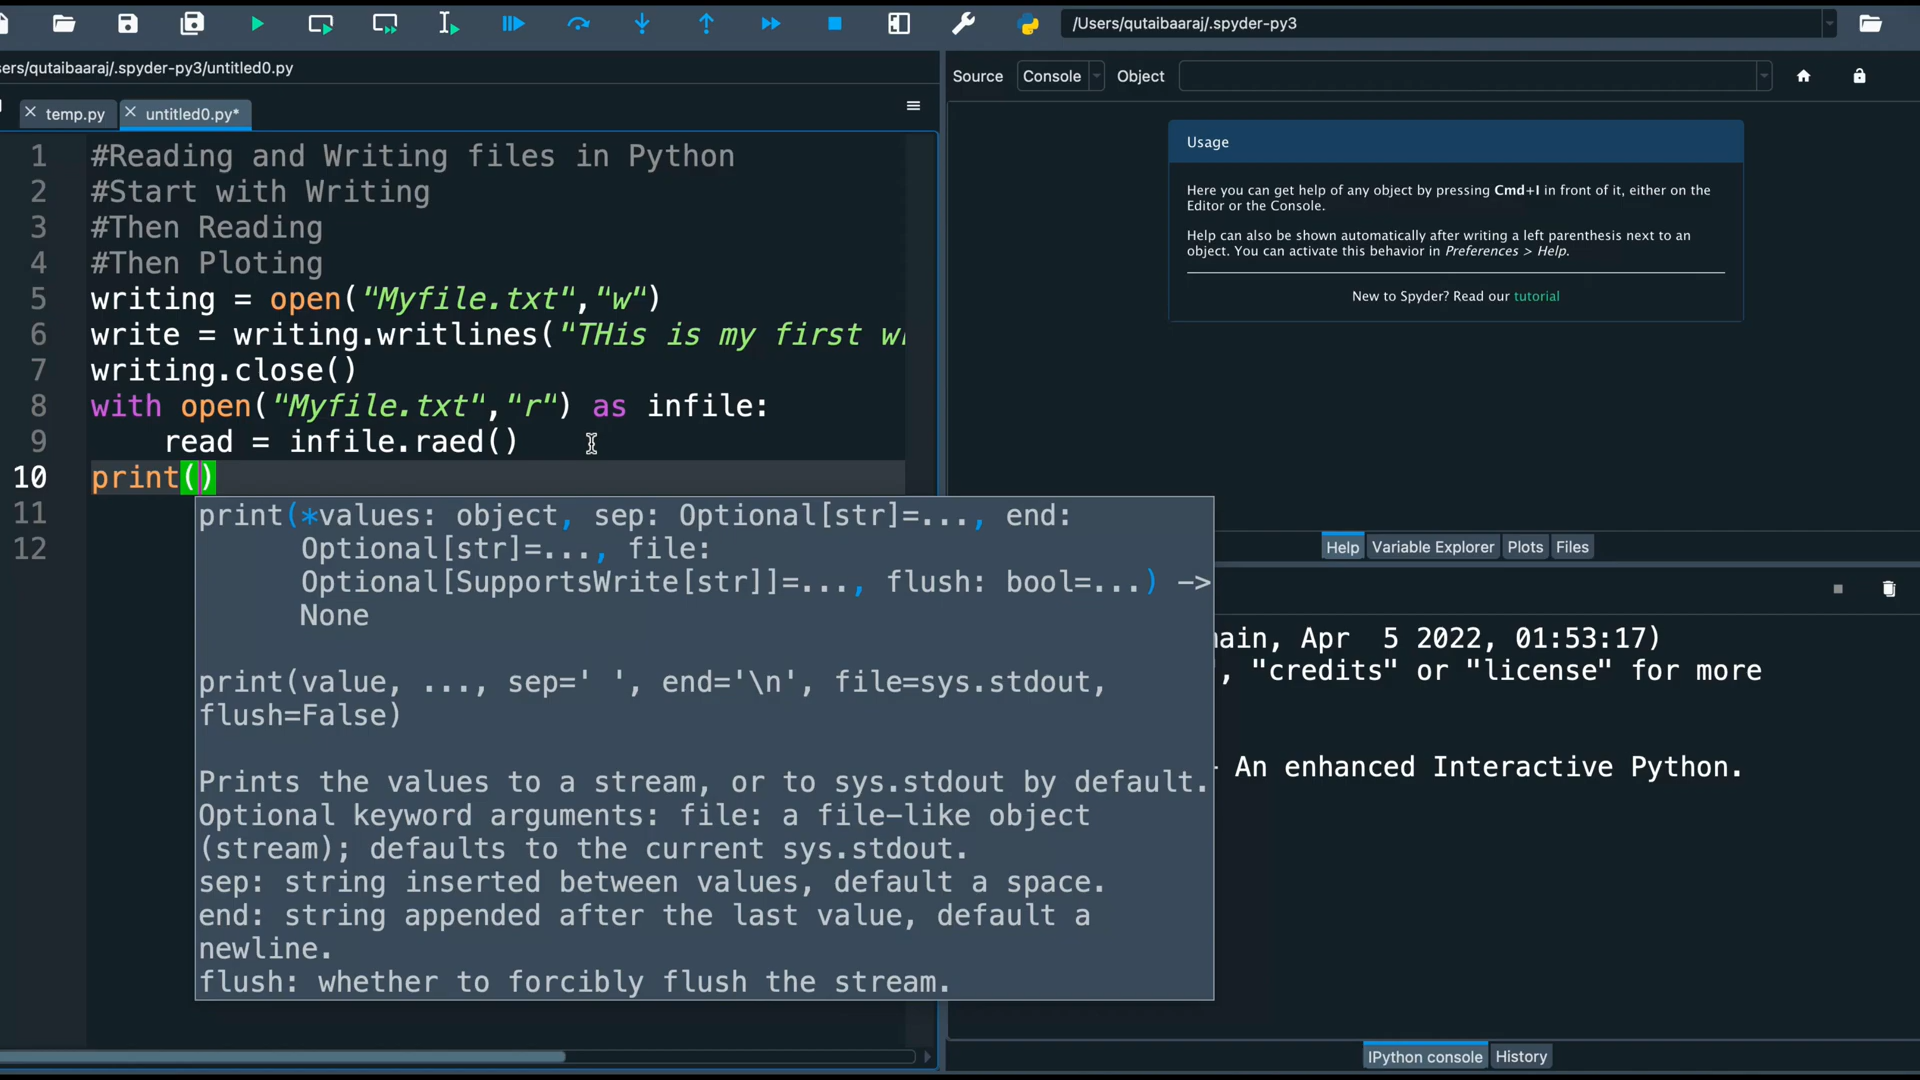 /Users/qutaibaaraj/.spyder-py3
ers/qutaibaaraj/.spyder-py3/untitled0.py
temp.py
untitled0.py*
1 #Reading and Writing files in Python
2 #Start with Writing
3 #Then Reading
4 #Then Ploting
5 writing = open("Myfile.txt","w")
6 write = writing.writlines("THis is my first w
7 writing.close()
8 with open("Myfile.txt","r") as infile:
9 read = infile.raed()
10 print()
11
12
print(*values: object, sep: Optional[str]=..., end:
Optional[str]=..., file:
Optional[SupportsWrite[str]]=..., flush: bool=...) ->
None
print(value, ..., sep=' ', end='\n', file=sys.stdout,
flush=False)
Prints the values to a stream, or to sys.stdout by default.
Optional keyword arguments: file: a file-like object
(stream); defaults to the current sys.stdout.
sep: string inserted between values, default a space.
end: string appended after the last value, default a
newline.
flush: whether to forcibly flush the stream.
Source Console Object
Usage
Here you can get help of any object by pressing Cmd+I in front of it, either on the
Editor or the Console.
Help can also be shown automatically after writing a left parenthesis next to an
object. You can activate this behavior in Preferences > Help.
New to Spyder? Read our tutorial
Help Variable Explorer Plots Files
ain, Apr 5 2022, 01:53:17)
, "credits" or "license" for more
- An enhanced Interactive Python.
IPython console History